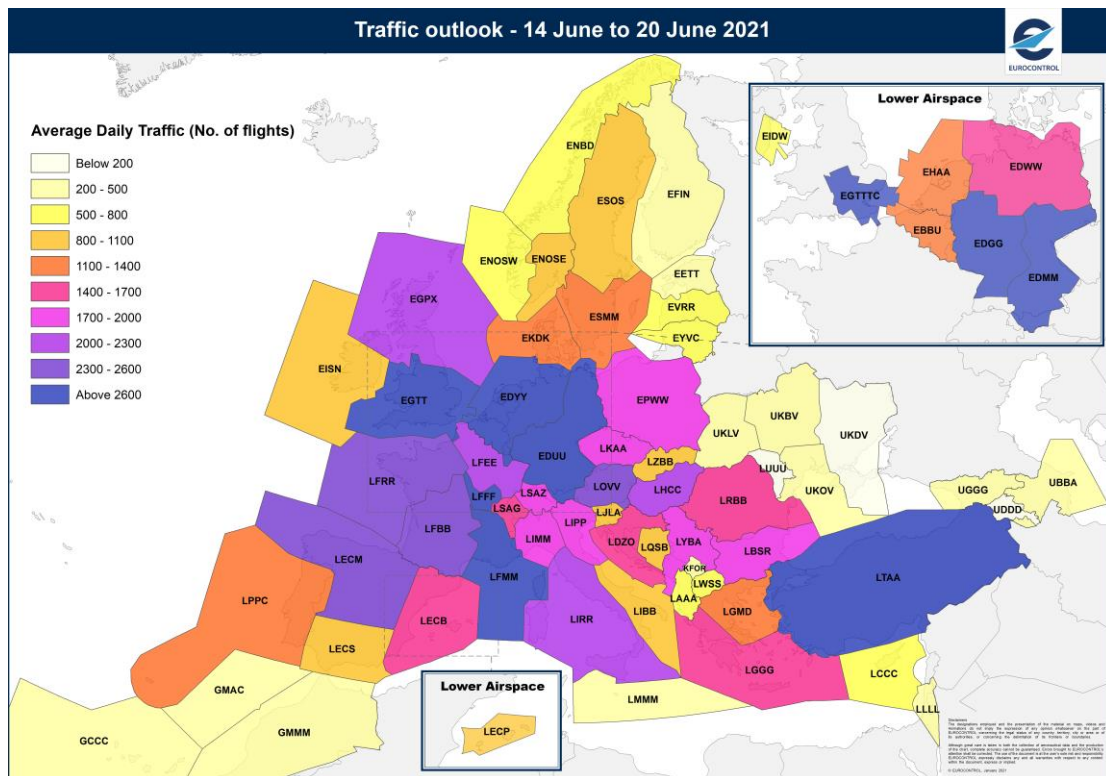 Traffic outlook - 14 June to 20 June 2021
EUROCONTROL
Average Daily Traffic (No. of flights)
Below 200
200 - 500
500 - 800
800 - 1100
1100 - 1400
1400 - 1700
1700 - 2000
2000 - 2300
2300 - 2600
Above 2600
Lower Airspace
EIDW
EHAA
EDWW
EGTTTC
EBBU
EDGG
EDMM
ENBD
ESOS
EFIN
ENOSW
ENOSE
EETT
EGPX
EVRR
ESMM
EKDK
EYVC
EISN
EGTT
EDYY
EPWW
UKLV
UKBV
UKDV
EDUU
LKAA
LZBB
LFEE
LUUU
UKOV
UBBA
UGGG
UDDD
LFRR
LFFF
LSAZ
LOVV
LHCC
LRBB
LSAG
LJLA
LFBB
LIMM
LIPP
LDZO
LQSB
LYBA
LBSR
LECM
KFOR
LWSS
LAAA
LFMM
LTAA
LPPC
LECB
LIRR
LIBB
LGMD
LECS
LGGG
LCCC
GMAC
LMMM
LLLL
GCCC
GMMM
Lower Airspace
LECP
Disclaimer
© EUROCONTROL, January 2021